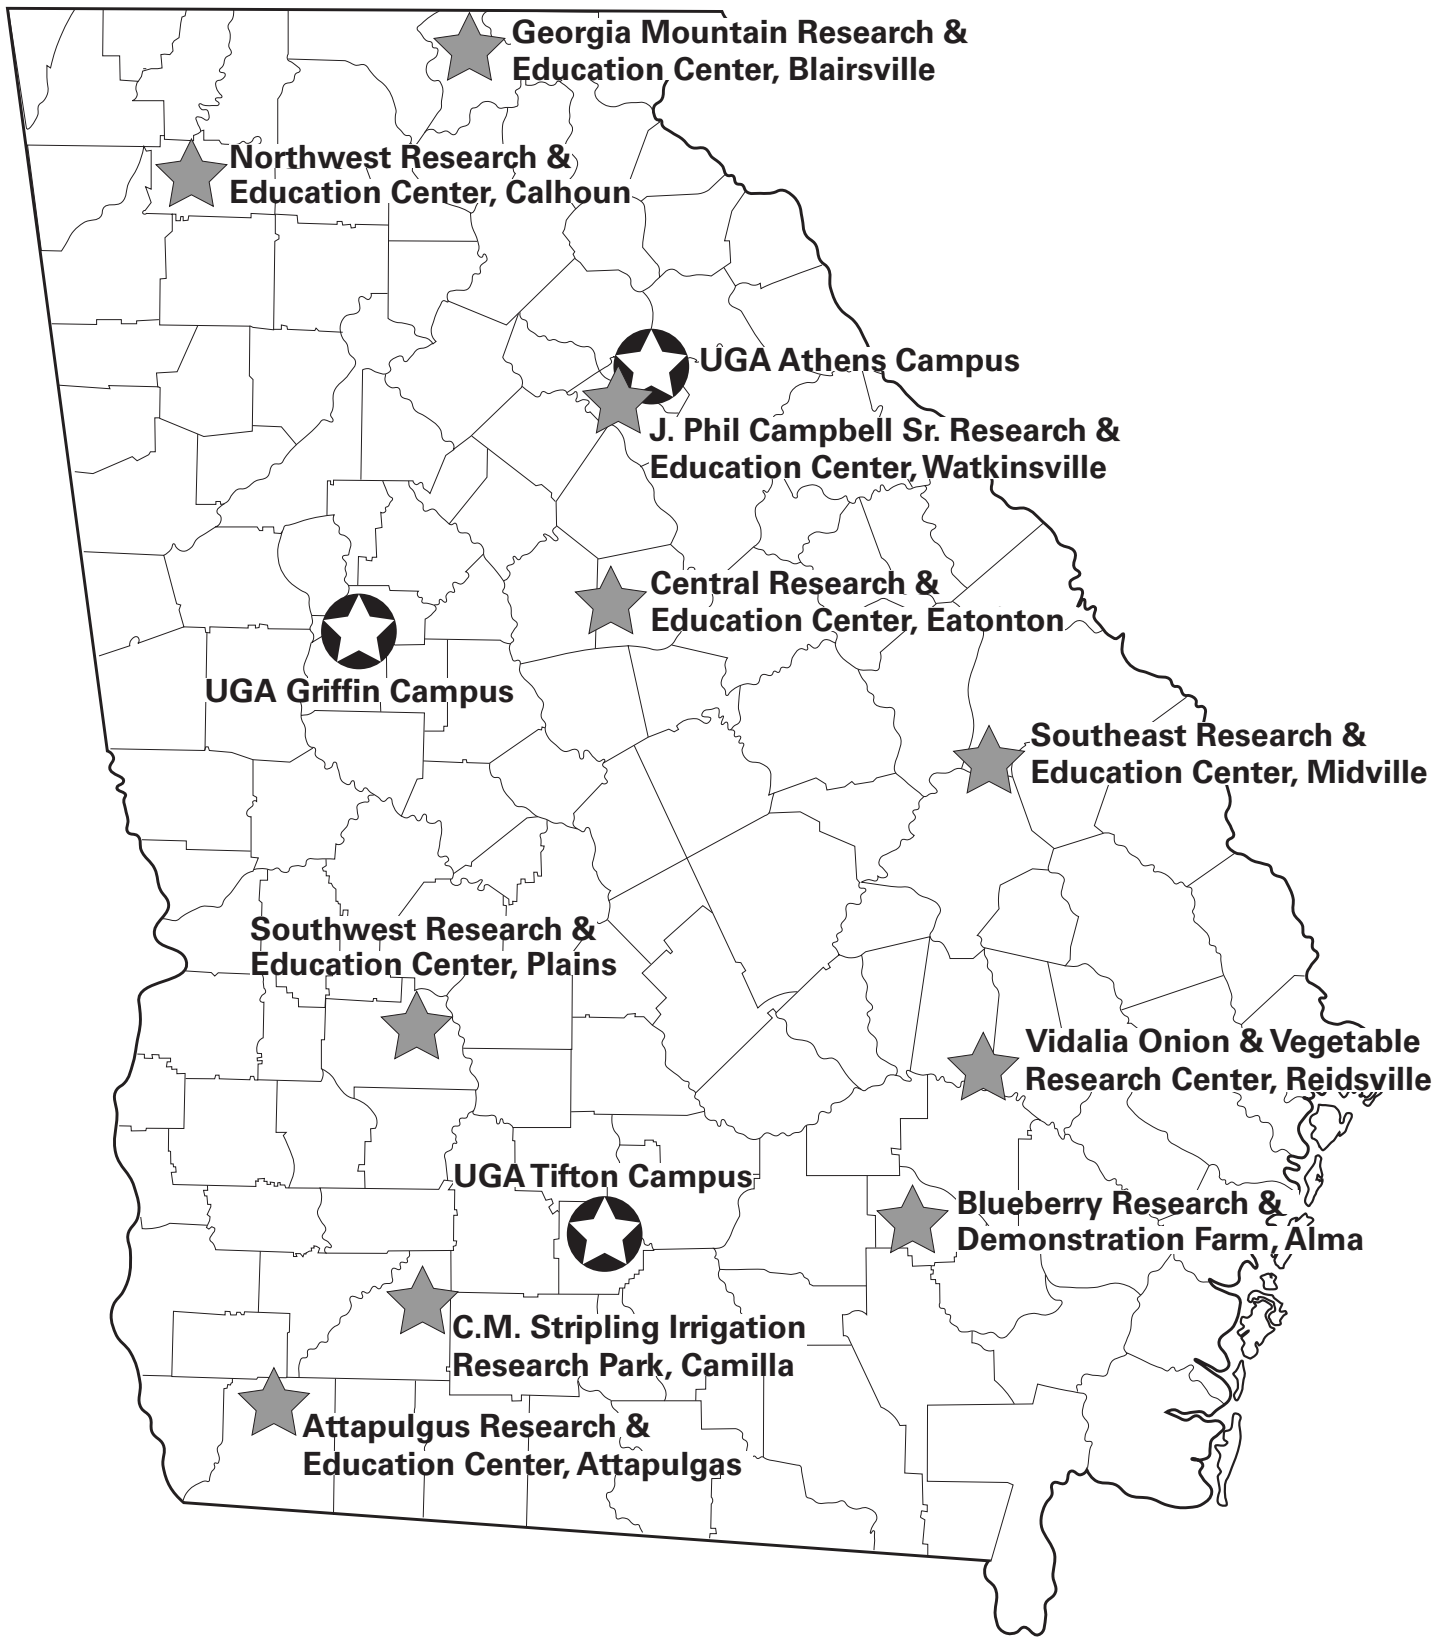 Georgia Mountain Research &
Education Center, Blairsville
Northwest Research &
Education Center, Calhoun
UGA Athens Campus
J. Phil Campbell Sr. Research &
Education Center, Watkinsville
Central Research &
Education Center, Eatonton
UGA Griffin Campus
Southeast Research &
Education Center, Midville
Southwest Research &
Education Center, Plains
Vidalia Onion & Vegetable
Research Center, Reidsville
UGA Tifton Campus
Blueberry Research &
Demonstration Farm, Alma
C.M. Stripling Irrigation
Research Park, Camilla
Attapulgus Research &
Education Center, Attapulgas